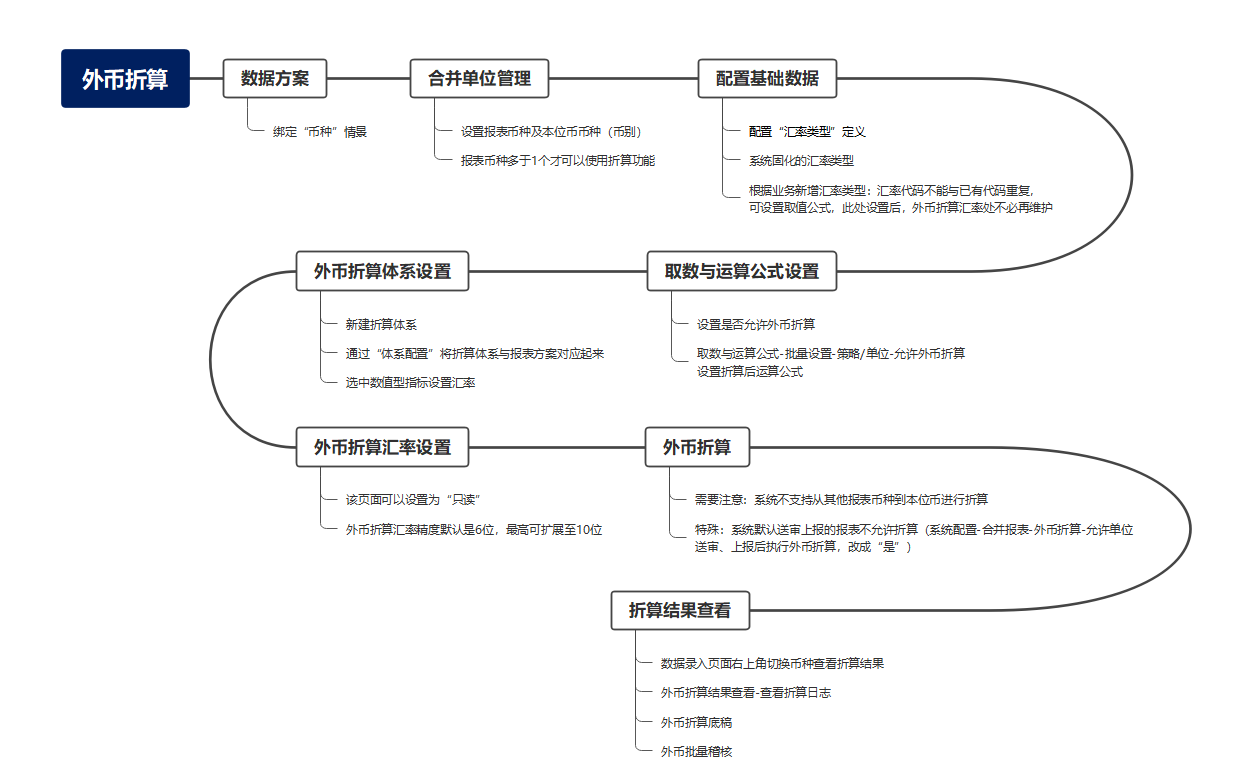 外币折算
数据方案
绑定“币种”情景
合并单位管理
设置报表币种及本位币币种（币别）
报表币种多于1个才可以使用折算功能
配置基础数据
配置“汇率类型”定义
系统固化的汇率类型
根据业务新增汇率类型：汇率代码不能与已有代码重复，
可设置取值公式，此处设置后，外币折算汇率处不必再维护
取数与运算公式设置
设置是否允许外币折算
取数与运算公式-批量设置-策略/单位-允许外币折算
设置折算后运算公式
外币折算体系设置
新建折算体系
通过“体系配置”将折算体系与报表方案对应起来
选中数值型指标设置汇率
外币折算汇率设置
该页面可以设置为“只读”
外币折算汇率精度默认是6位，最高可扩展至10位
外币折算
需要注意：系统不支持从其他报表币种到本位币进行折算
特殊：系统默认送审上报的报表不允许折算（系统配置-合并报表-外币折算-允许单位
送审、上报后执行外币折算，改成“是”）
折算结果查看
数据录入页面右上角切换币种查看折算结果
外币折算结果查看-查看折算日志
外币折算底稿
外币批量稽核